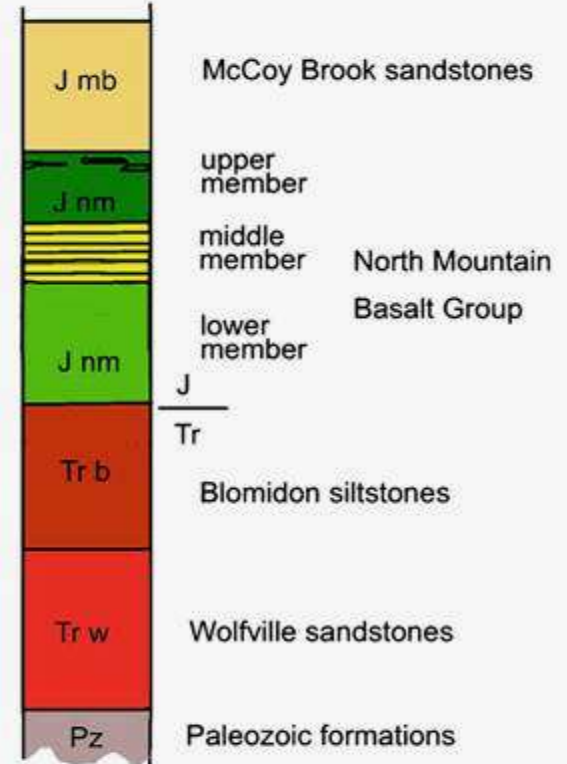 J mb
McCoy Brook sandstones
upper
member
J nm
middle
member
North Mountain
Basalt Group
lower
member
J nm
J
Tr
Tr b
Blomidon siltstones
Tr w
Wolfville sandstones
Pz
Paleozoic formations